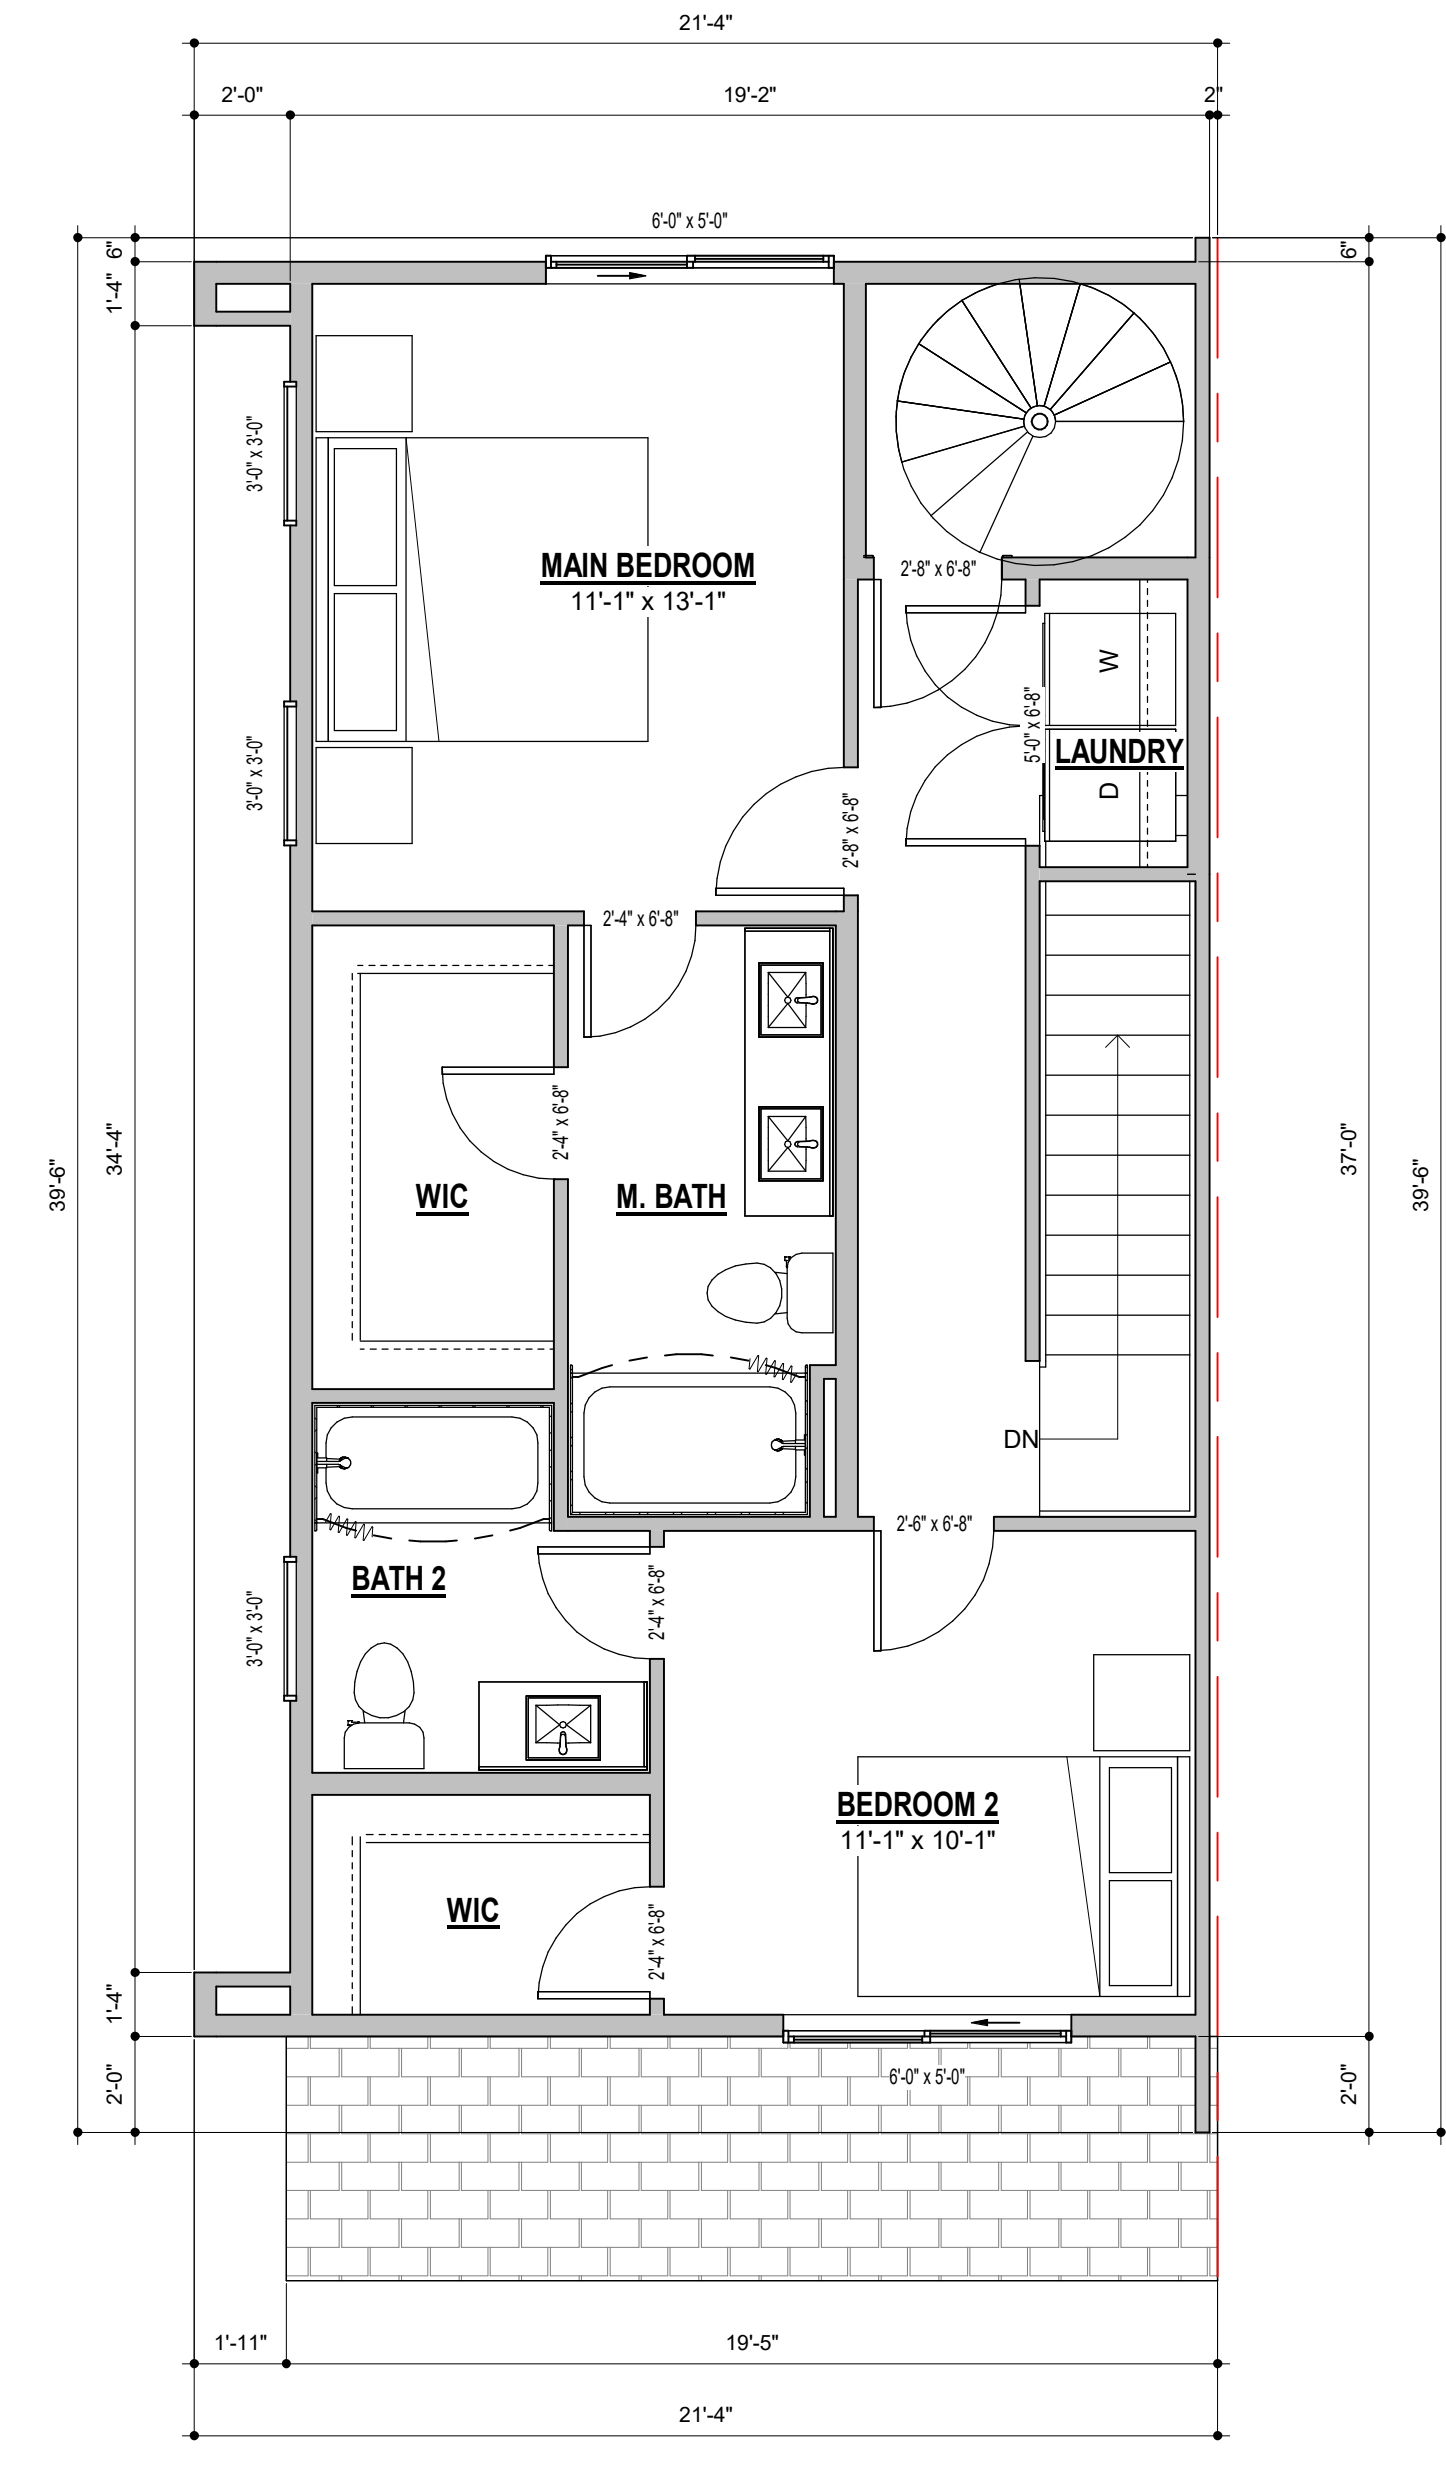 21'-4"
2'-0"
19'-2"
2"
6'-0" x 5'-0"
6"
6"
1'-4"
3'-0" x 3'-0"
MAIN BEDROOM
11'-1" x 13'-1"
2'-8" x 6'-8"
W
5'-0" x 6'-8"
LAUNDRY
D
3'-0" x 3'-0"
2'-8" x 6'-8"
2'-4" x 6'-8"
2'-4" x 6'-8"
39'-6"
34'-4"
WIC
M. BATH
37'-0"
39'-6"
DN
2'-6" x 6'-8"
BATH 2
3'-0" x 3'-0"
2'-4" x 6'-8"
BEDROOM 2
11'-1" x 10'-1"
WIC
2'-4" x 6'-8"
1'-4"
2'-0"
6'-0" x 5'-0"
2'-0"
1'-11"
19'-5"
21'-4"